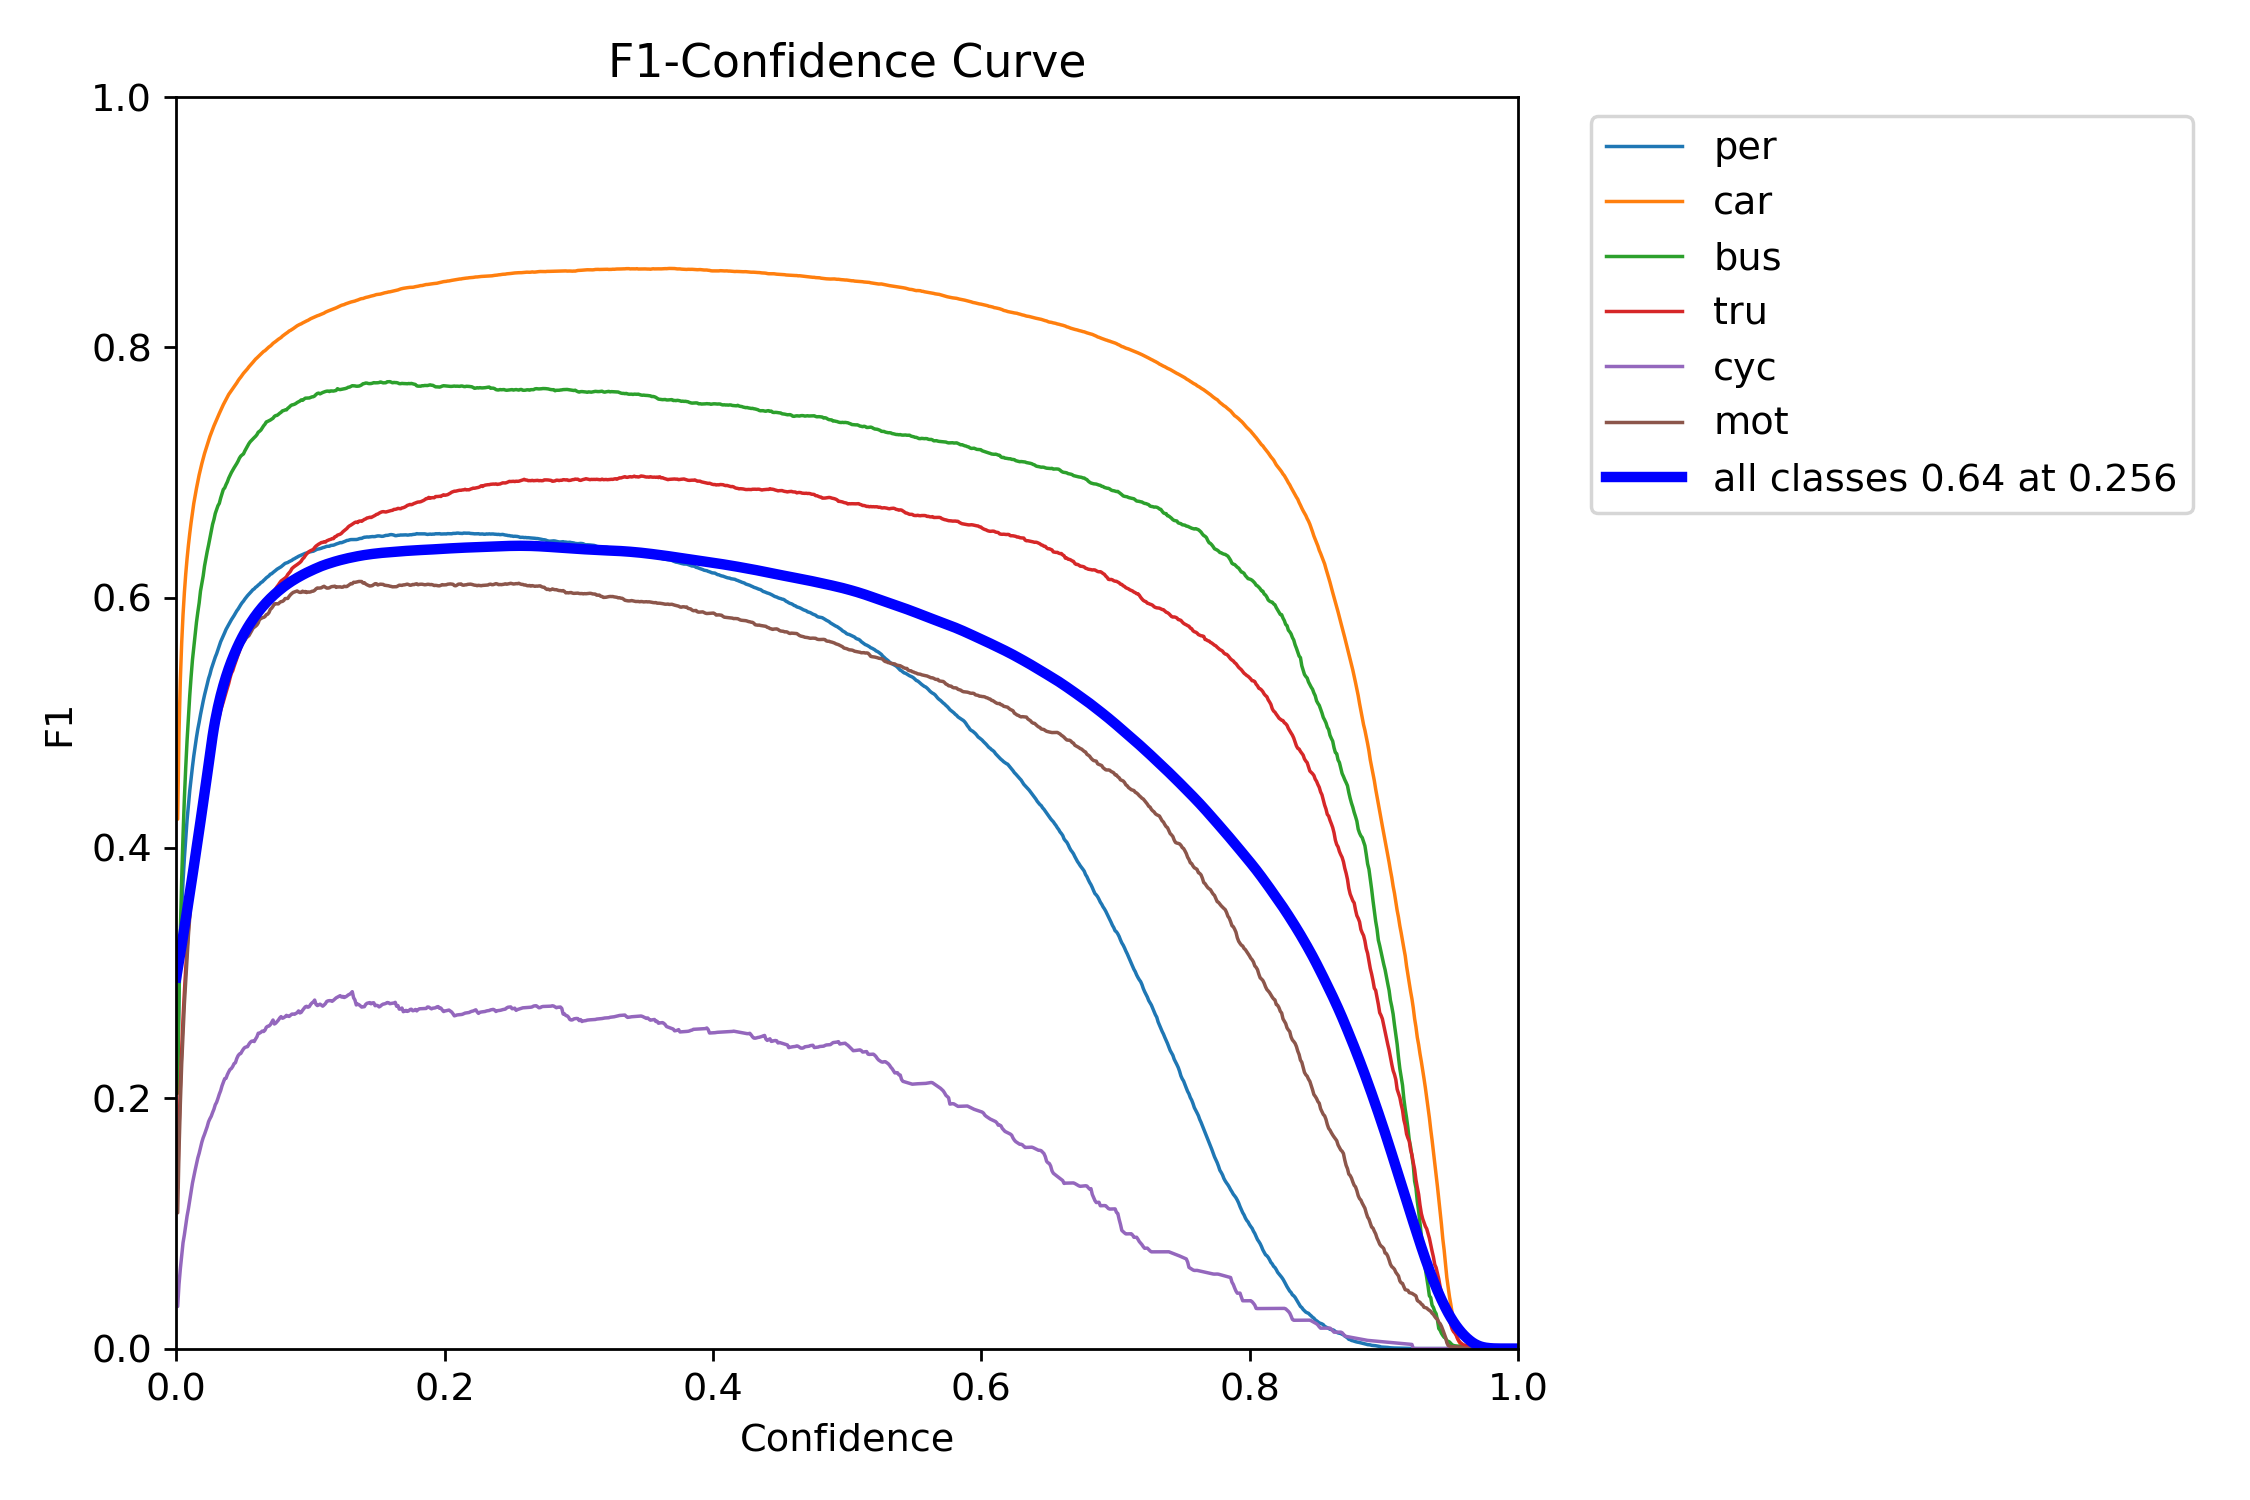 F1-Confidence Curve
1.0
0.8
0.6
0.4
0.2
0.0
F1
0.0 0.2 0.4 0.6 0.8 1.0
Confidence
per
car
bus
tru
cyc
mot
all classes 0.64 at 0.256